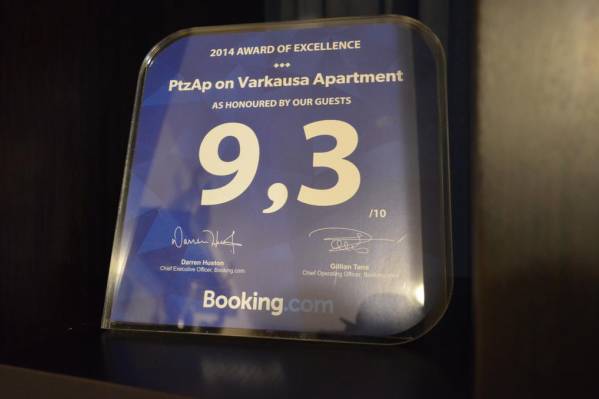 2014 AWARD OF EXCELLENCE
PtzAp on Varkausa Apartment
AS HONOURED BY OUR GUESTS
9,3
/10
Darren Huston
Gillian Tans
Chief Executive Officer, Booking.com
Chief Operating Officer, Booking.com
Booking.com